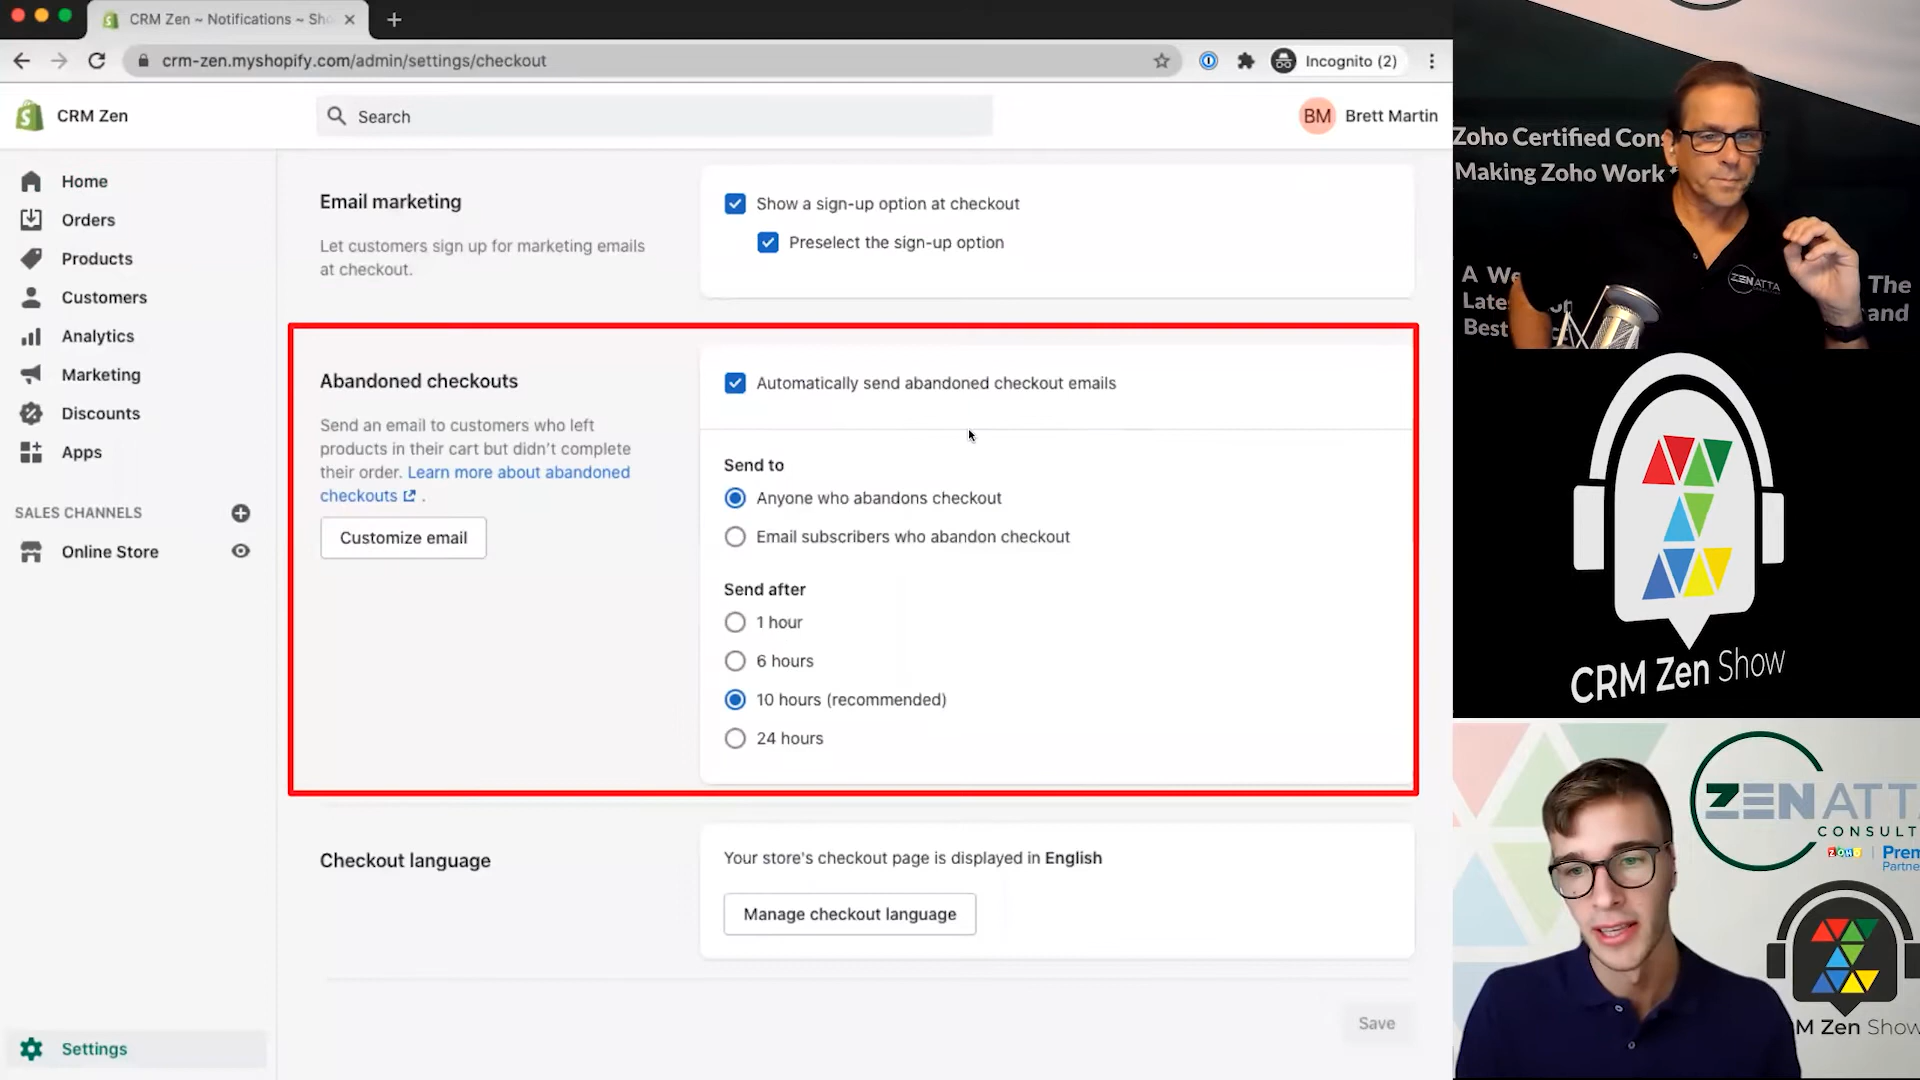 CRM Zen ~ Notifications ~ Sho
crm-zen.myshopify.com/admin/settings/checkout
Incognito (2)
CRM Zen
Search
BM
Brett Martin
Home
Orders
Products
Customers
Analytics
Marketing
Discounts
Apps
SALES CHANNELS
Online Store
Settings
Email marketing
Let customers sign up for marketing emails
at checkout.
Show a sign-up option at checkout
Preselect the sign-up option
Abandoned checkouts
Send an email to customers who left
products in their cart but didn't complete
their order. Learn more about abandoned
checkouts .
Customize email
Automatically send abandoned checkout emails
Send to
Anyone who abandons checkout
Email subscribers who abandon checkout
Send after
1 hour
6 hours
10 hours (recommended)
24 hours
Checkout language
Your store's checkout page is displayed in English
Manage checkout language
Save
Zoho Certified Cons
Making Zoho Work
A We
The
Late
and
Best
ZENATTA
CRM Zen Show
ZENATT
CONSULT
ZOHO
Prem
Partne
M Zen Show